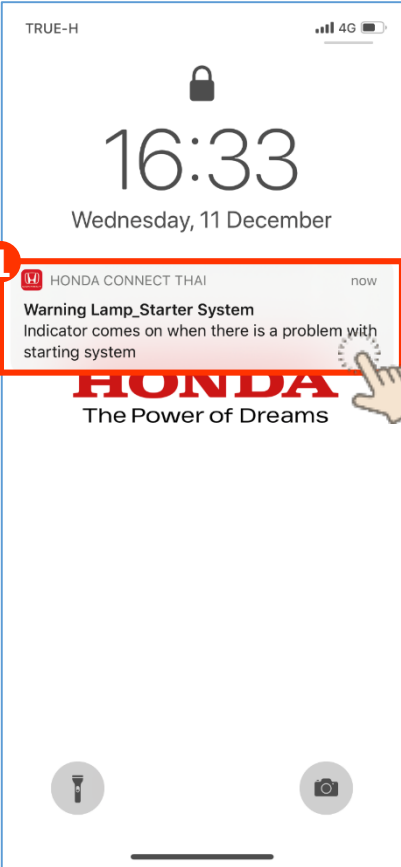 TRUE-H
4G
16:33
Wednesday, 11 December
1
HONDA CONNECT THAI
now
Warning Lamp_Starter System
Indicator comes on when there is a problem with
starting system
HONDA
The Power of Dreams